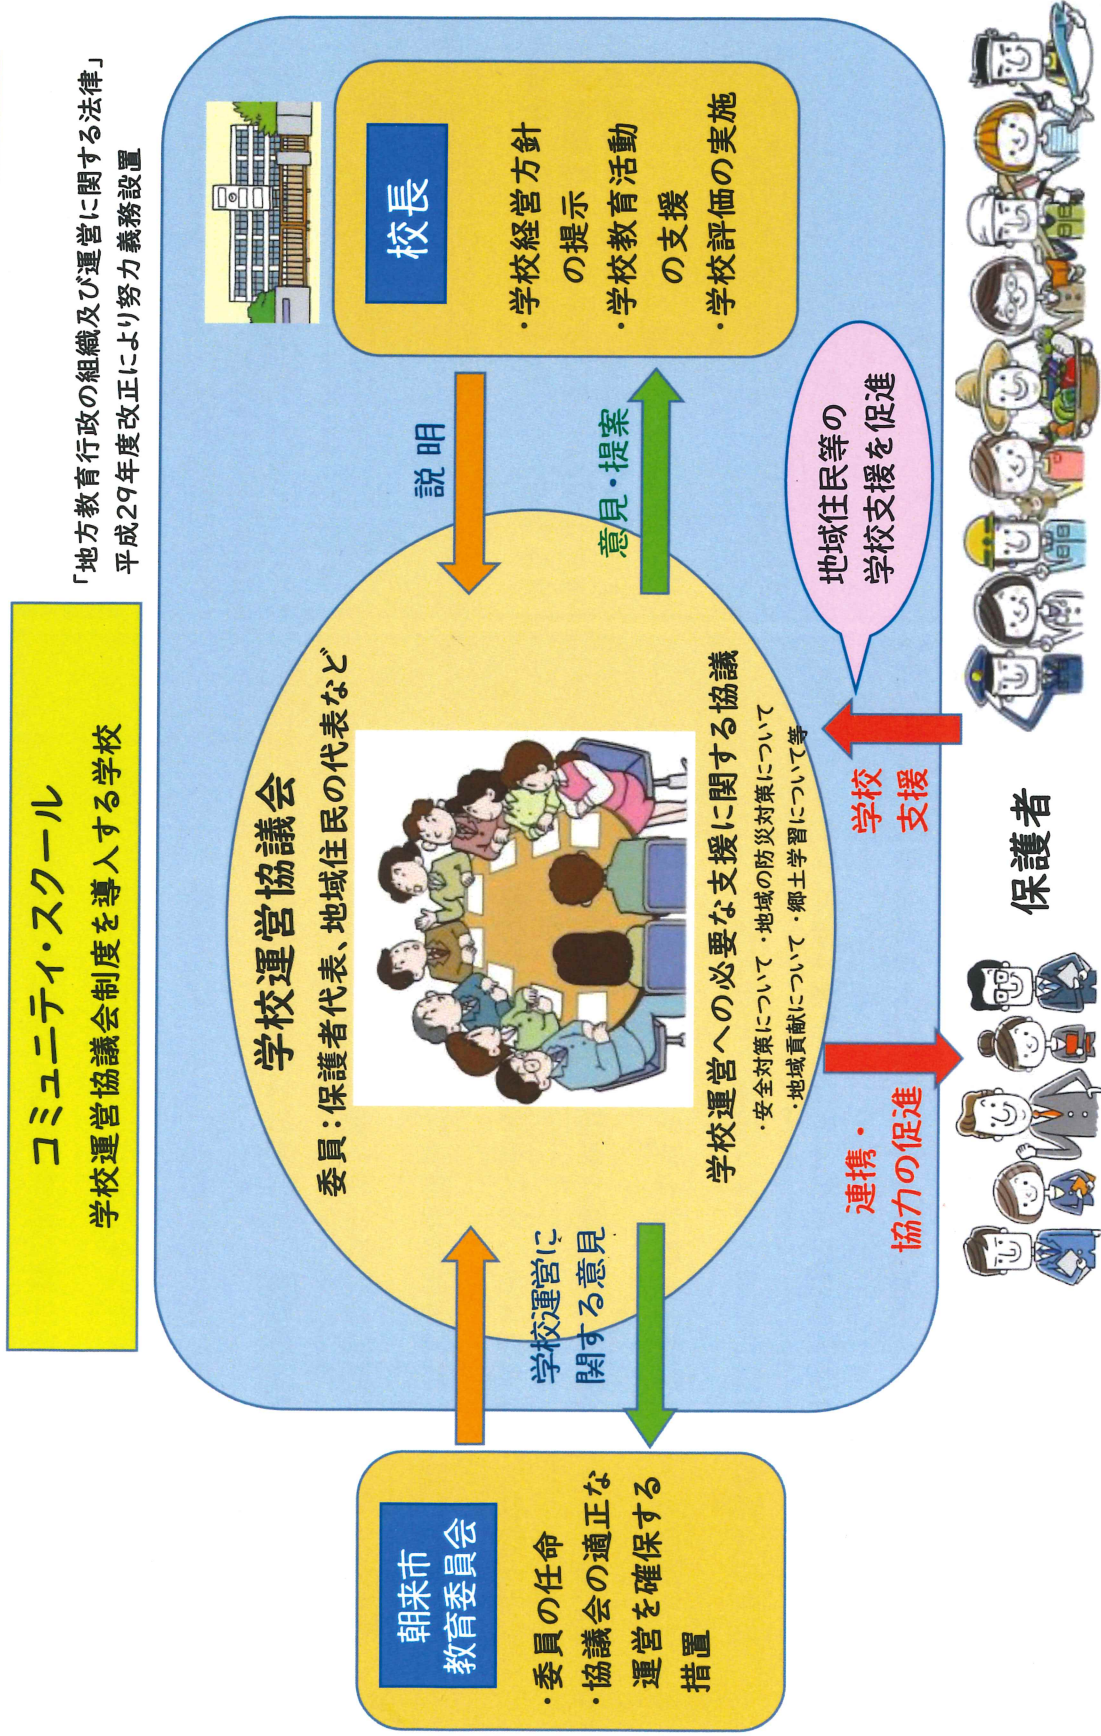 コミュニティ・スクール
学校運営協議会制度を導入する学校
「地方教育行政の組織及び運営に関する法律」
平成29年度改正により努力義務設置
朝来市
教育委員会
・委員の任命
・協議会の適正な
運営を確保する
措置
学校運営に
関する意見
学校運営協議会
委員：保護者代表、地域住民の代表など
学校運営への必要な支援に関する協議
・安全対策について・地域の防災対策について
・地域貢献について・郷土学習について等
説明
意見・提案
校長
・学校経営方針
の提示
・学校教育活動
の支援
・学校評価の実施
連携・
協力の促進
学校
支援
地域住民等の
学校支援を促進
保護者